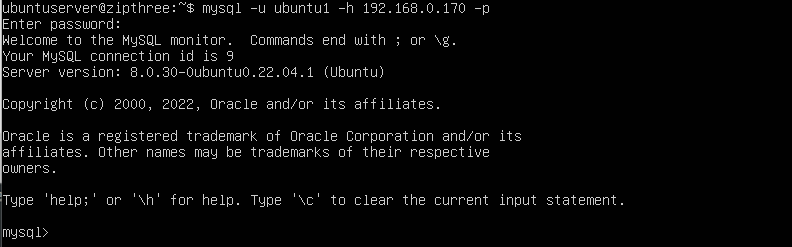 ubuntuserver@zipthree:~$ mysql -u ubuntu1 -h 192.168.0.170 -p
Enter password:
Welcome to the MySQL monitor.  Commands end with ; or \g.
Your MySQL connection id is 9
Server version: 8.0.30-0ubuntu0.22.04.1 (Ubuntu)
Copyright (c) 2000, 2022, Oracle and/or its affiliates.
Oracle is a registered trademark of Oracle Corporation and/or its
affiliates. Other names may be trademarks of their respective
owners.
Type 'help;' or '\h' for help. Type '\c' to clear the current input statement.
mysql>